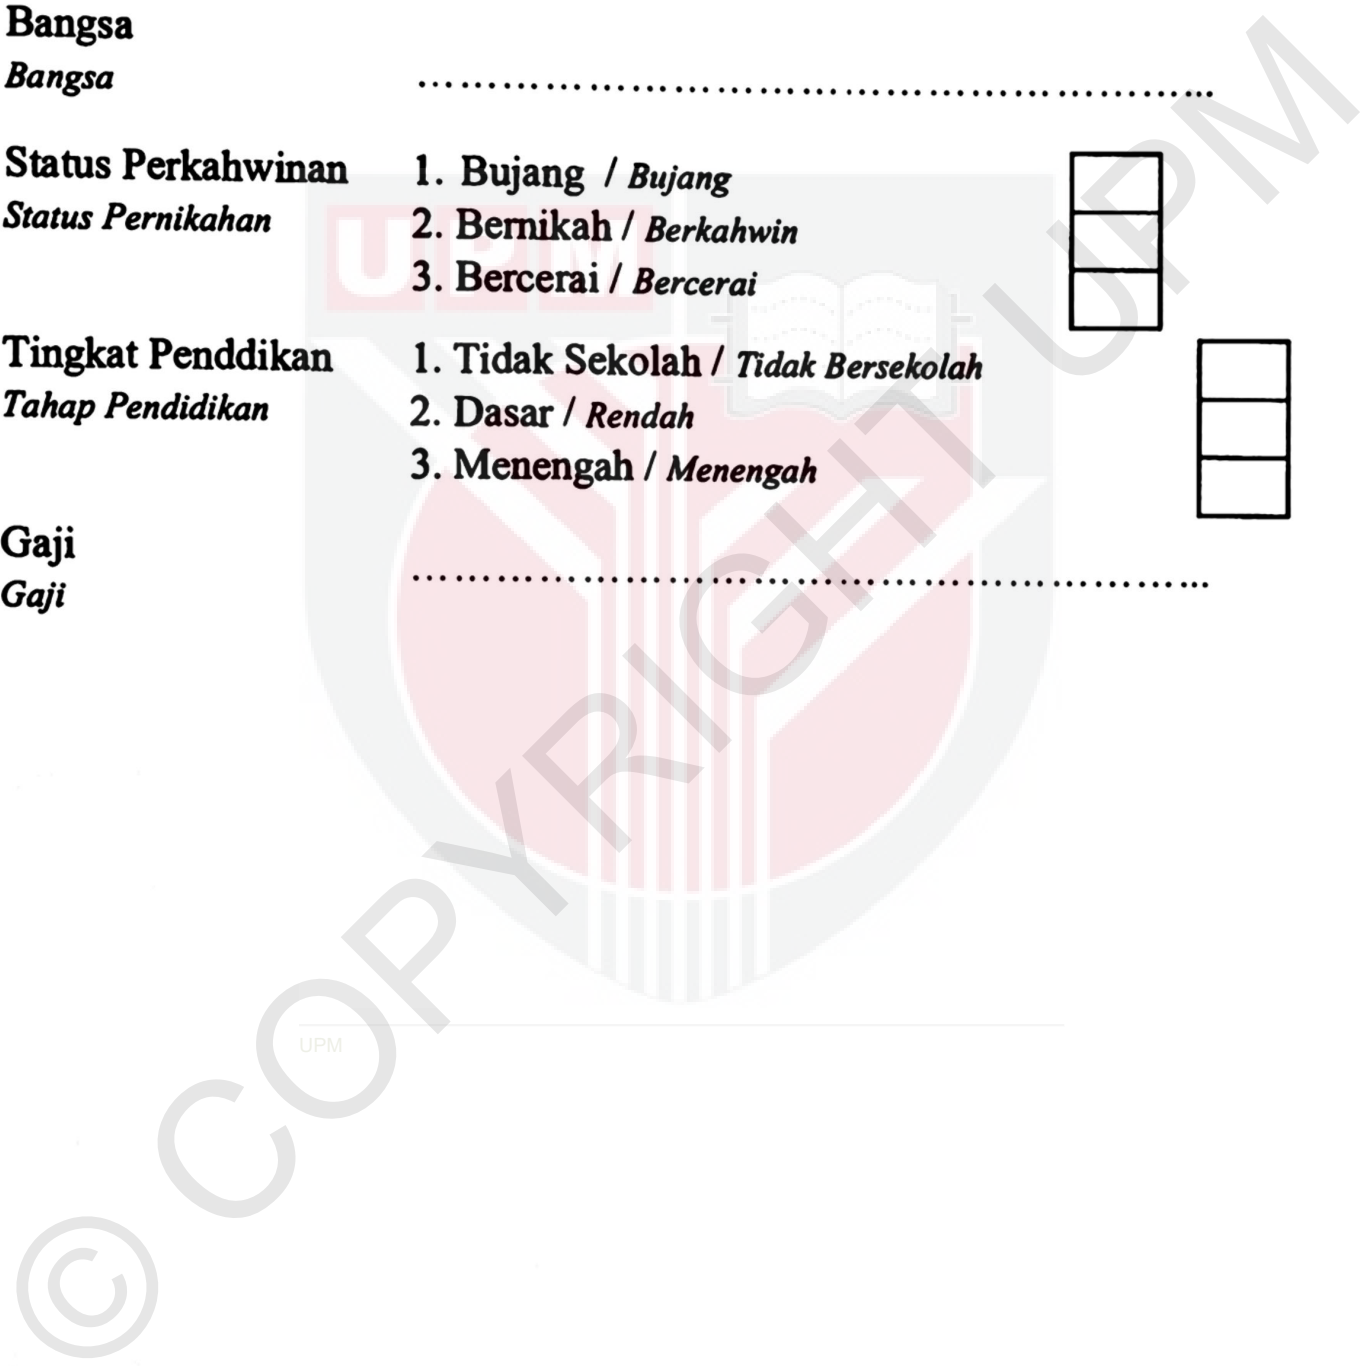 Bangsa
Bangsa ............................................................
Status Perkahwinan 1. Bujang / Bujang
Status Pernikahan 2. Bernikah / Berkahwin
3. Bercerai / Bercerai
Tingkat Penddikan 1. Tidak Sekolah / Tidak Bersekolah
Tahap Pendidikan 2. Dasar / Rendah
3. Menengah / Menengah
Gaji
............................................................
Gaji
UPM
UPM
© COPYRIGHT UPM